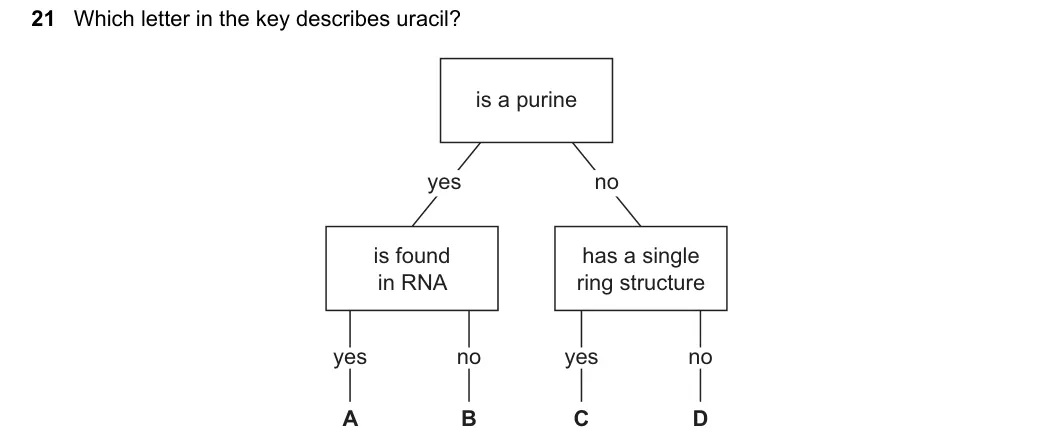 21 Which letter in the key describes uracil?
is a purine
yes
no
is found
in RNA
has a single
ring structure
yes
no
yes
no
A
B
C
D